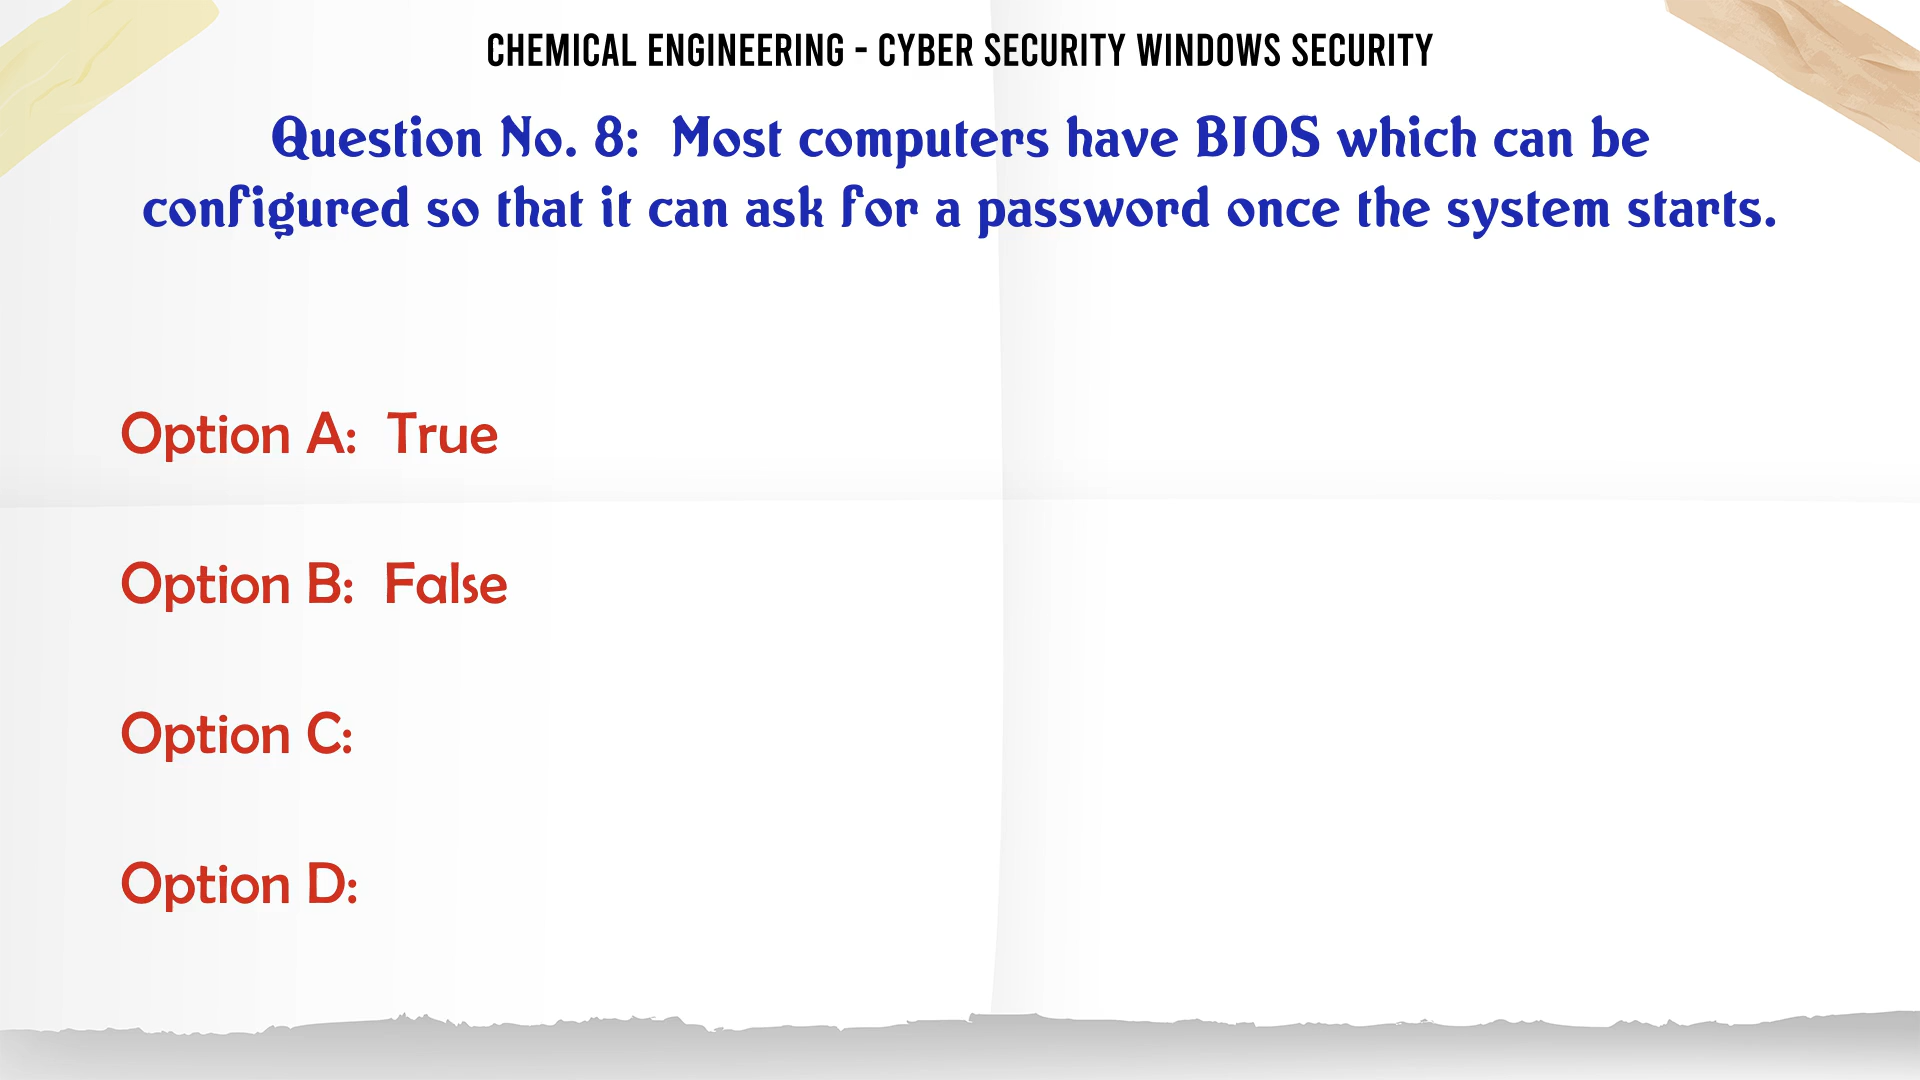 CHEMICAL ENGINEERING - CYBER SECURITY WINDOWS SECURITY
Question No. 8: Most computers have BIOS which can be
configured so that it can ask for a password once the system starts.
Option A: True
Option B: False
Option C:
Option D: